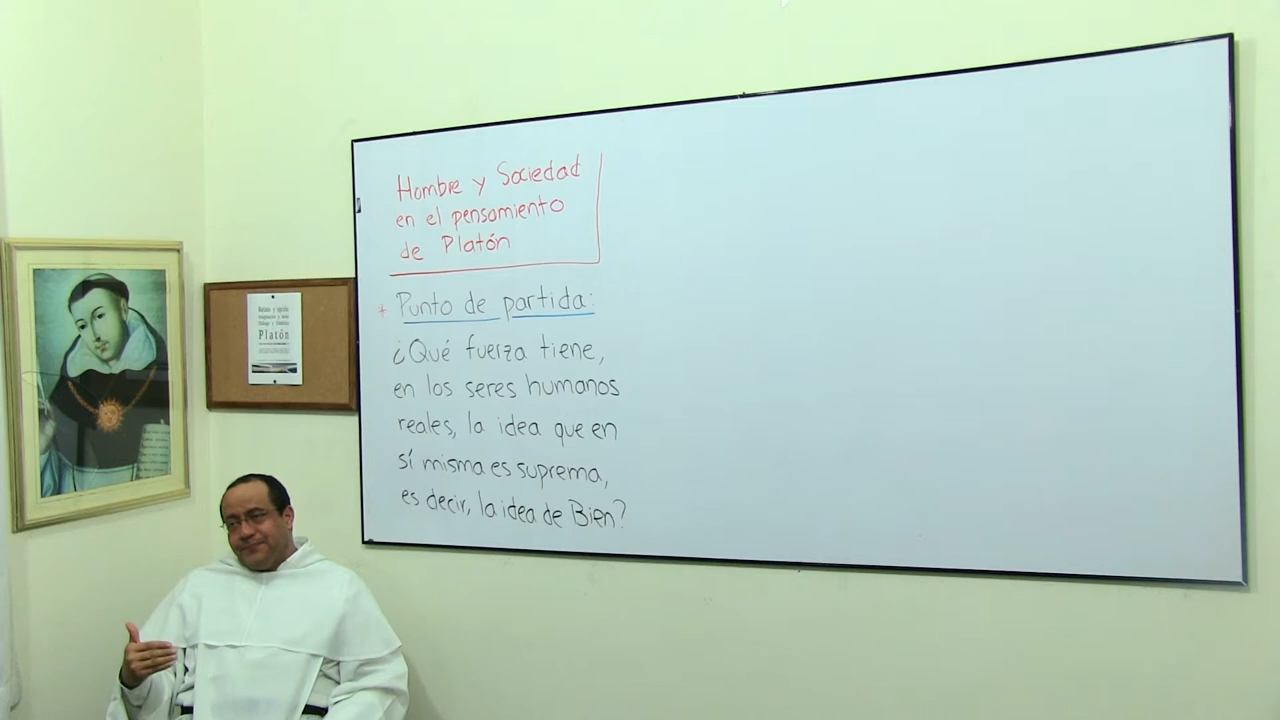 Hombre y Sociedad
en el pensamiento
de Platón
* Punto de partida:
¿Qué fuerza tiene,
en los seres humanos
reales, la idea que en
sí misma es suprema,
es decir, la idea de Bien?
Platón